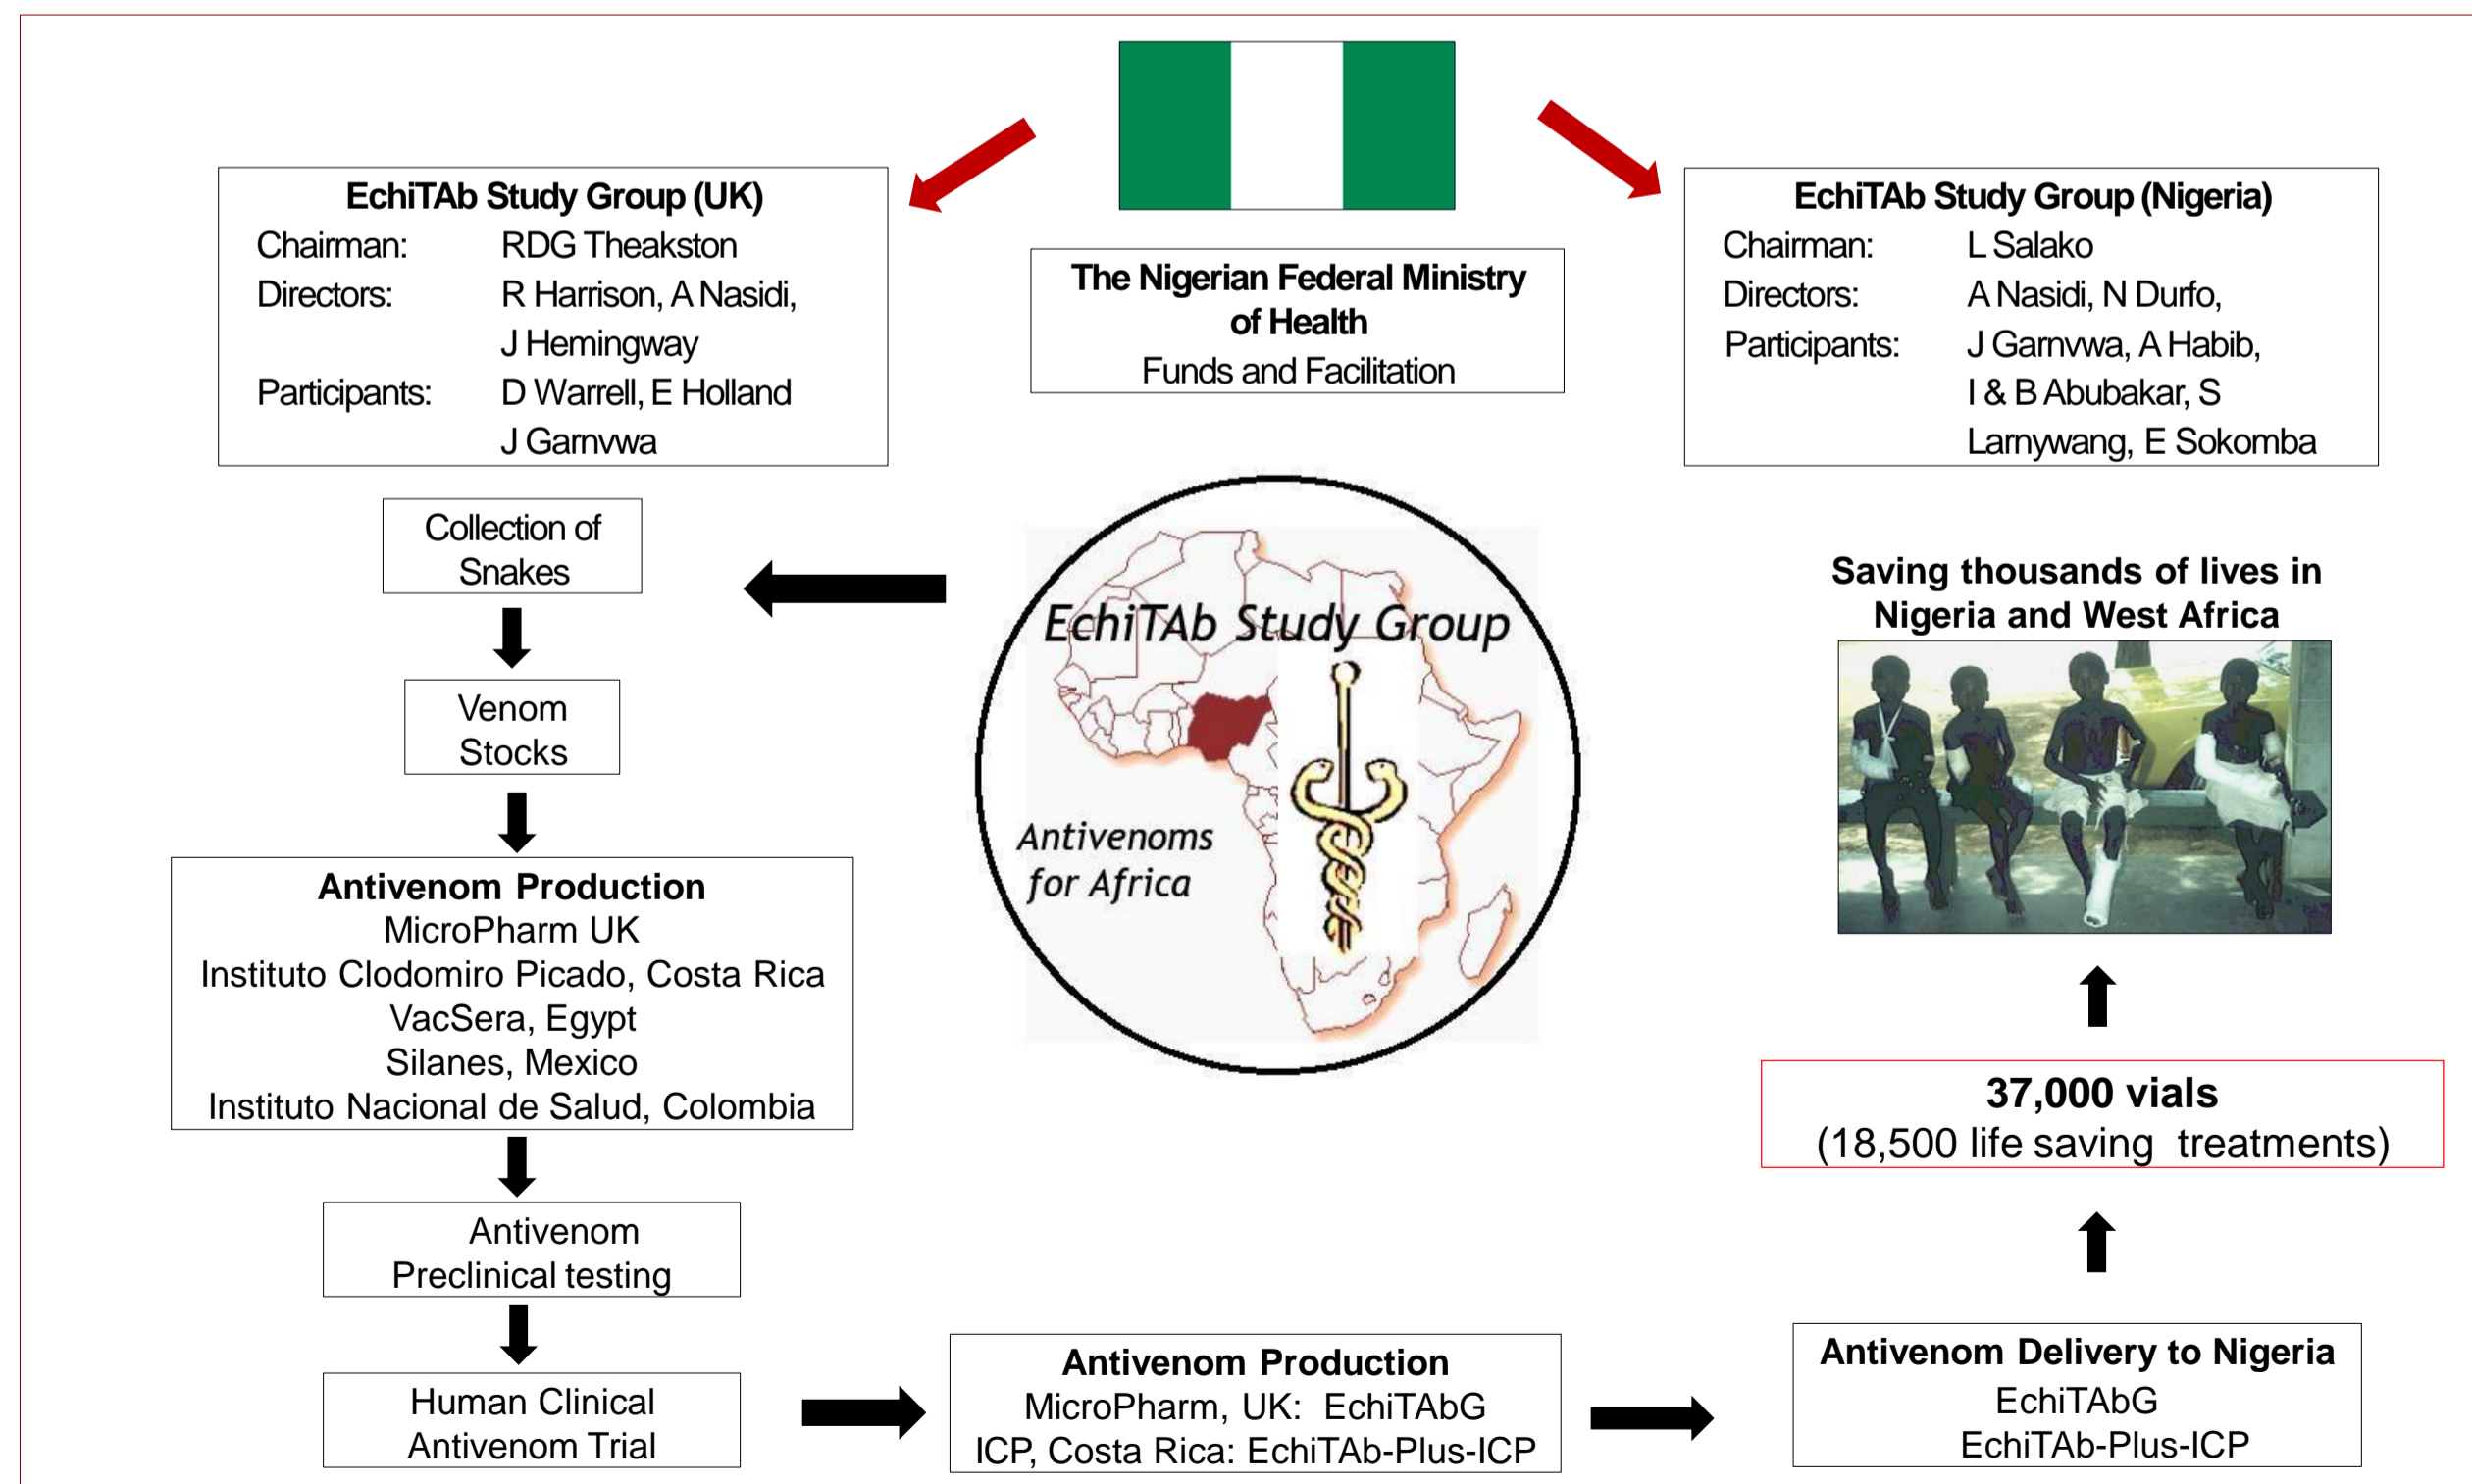 EchiTAb Study Group (UK)
Chairman: RDG Theakston
Directors: R Harrison, A Nasidi,
J Hemingway
Participants: D Warrell, E Holland
J Garnvwa
The Nigerian Federal Ministry
of Health
Funds and Facilitation
EchiTAb Study Group (Nigeria)
Chairman: L Salako
Directors: A Nasidi, N Durfo,
Participants: J Garnvwa, A Habib,
I & B Abubakar, S
Larnywang, E Sokomba
Collection of
Snakes
Venom
Stocks
Antivenom Production
MicroPharm UK
Instituto Clodomiro Picado, Costa Rica
VacSera, Egypt
Silanes, Mexico
Instituto Nacional de Salud, Colombia
Antivenom
Preclinical testing
Human Clinical
Antivenom Trial
EchiTAb Study Group
Antivenoms
for Africa
Antivenom Production
MicroPharm, UK: EchiTAbG
ICP, Costa Rica: EchiTAb-Plus-ICP
Antivenom Delivery to Nigeria
EchiTAbG
EchiTAb-Plus-ICP
37,000 vials
(18,500 life saving treatments)
Saving thousands of lives in
Nigeria and West Africa